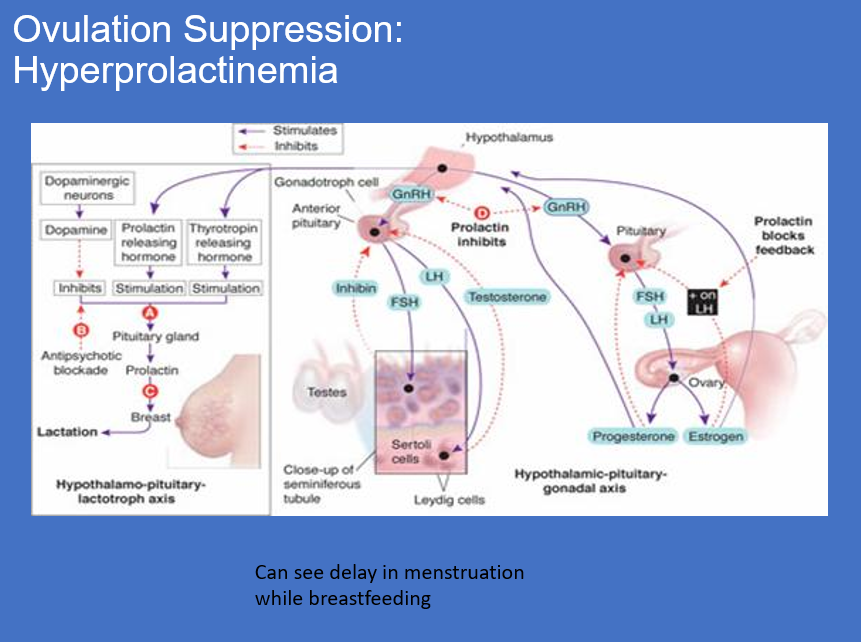 Ovulation Suppression:
Hyperprolactinemia
Stimulates
Inhibits
Dopaminergic
neurons
Dopamine
Prolactin
releasing
hormone
Thyrotropin
releasing
hormone
Inhibits
Stimulation
Stimulation
A
B
Pituitary gland
Antipsychotic
blockade
Prolactin
C
Breast
Lactation
Hypothalamo-pituitary-
lactotroph axis
Hypothalamus
Gonadotroph cell
GnRH
Anterior
pituitary
D
Prolactin
inhibits
GnRH
Inhibin
LH
FSH
Testosterone
Testes
Sertoli
cells
Close-up of
seminiferous
tubule
Leydig cells
Pituitary
Prolactin
blocks
feedback
FSH
LH
+ on
LH
Ovary
Progesterone
Estrogen
Hypothalamic-pituitary-
gonadal axis
Can see delay in menstruation
while breastfeeding